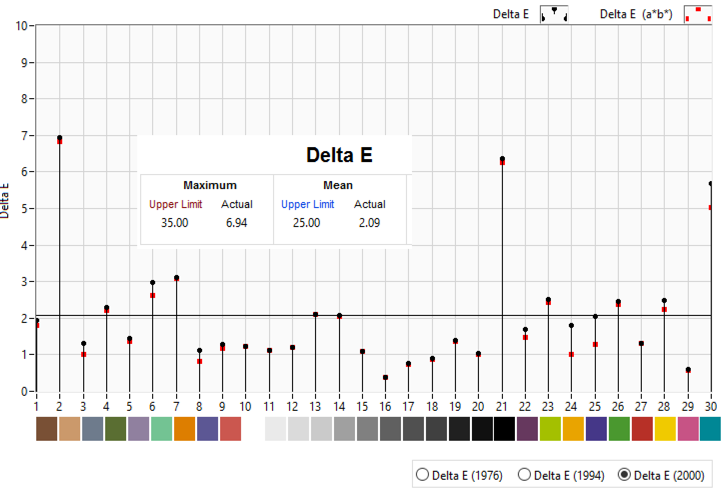 Delta E
Delta E (a*b*)
10
9
8
7
6
5
4
3
2
1
0
Delta E
Delta E
Maximum Mean
Upper Limit Actual Upper Limit Actual
35.00 6.94 25.00 2.09
1 2 3 4 5 6 7 8 9 10 11 12 13 14 15 16 17 18 19 20 21 22 23 24 25 26 27 28 29 30
Delta E (1976) Delta E (1994) Delta E (2000)